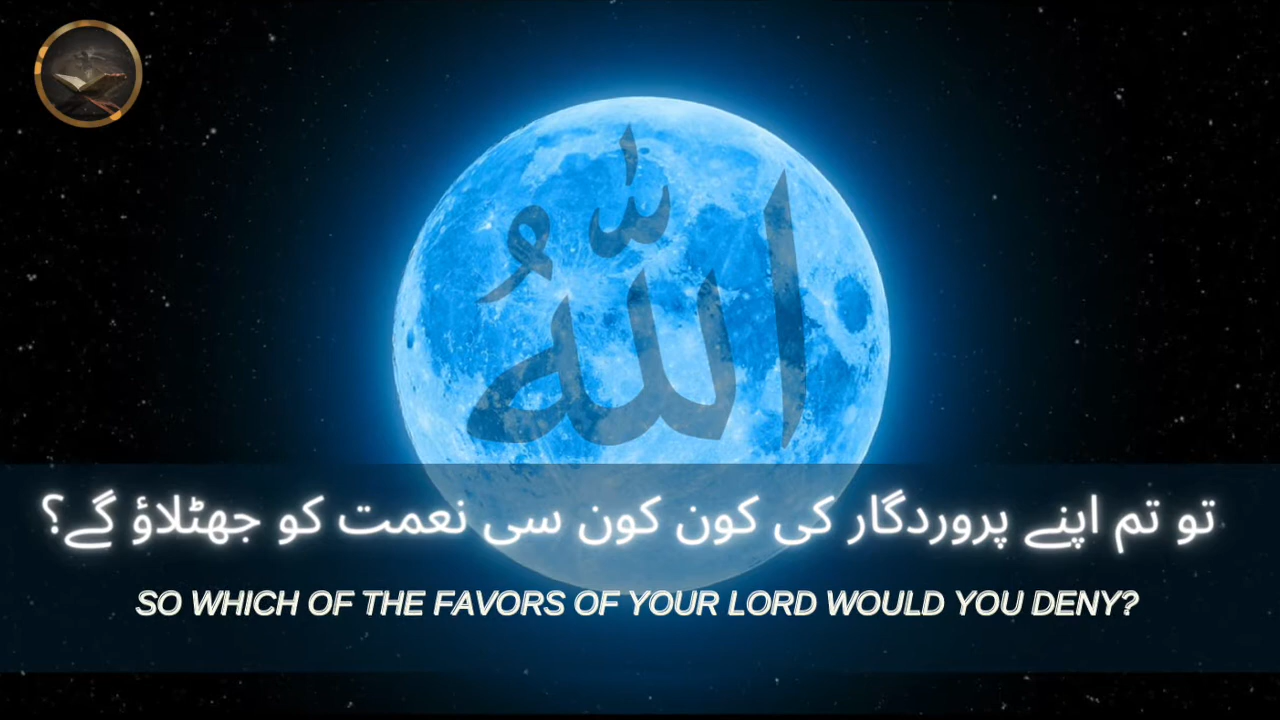 اللّٰهُ
تو تم اپنے پروردگار کی کون کون سی نعمت کو جھٹلاؤ گے؟
SO WHICH OF THE FAVORS OF YOUR LORD WOULD YOU DENY?